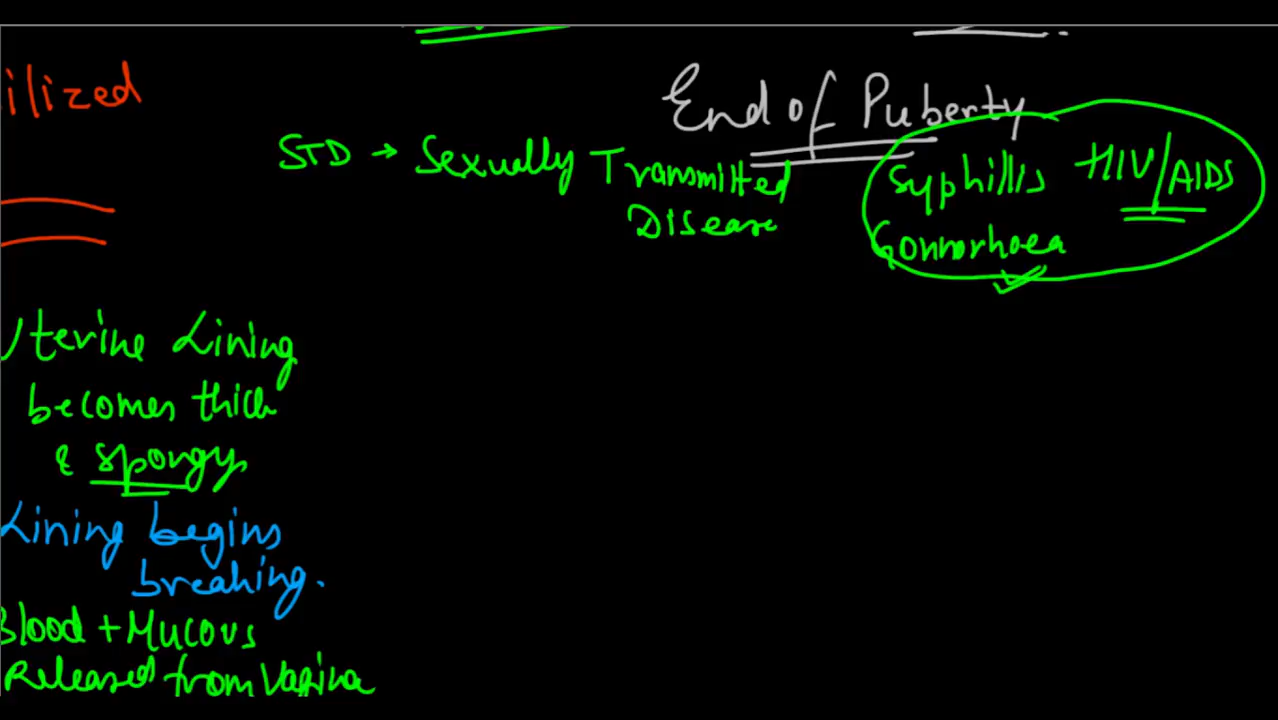 End of Puberty
ilized
STD → Sexually Transmitted
Disease
Syphillis HIV/AIDS
Gonnorhoea
Uterine Lining
becomes thick
& spongy
Lining begins
breaking.
Blood + Mucous
Released from Vagina